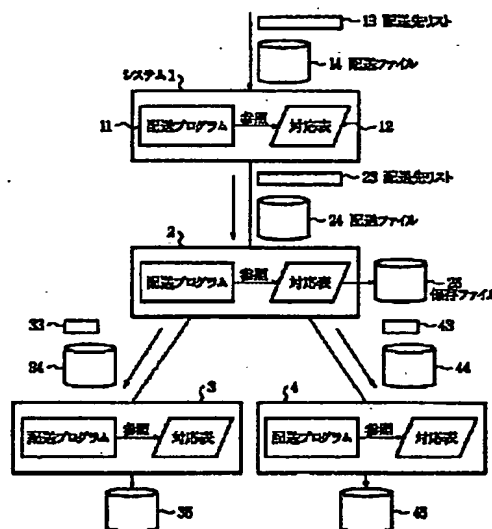 13 配送先リスト
14 配送ファイル
システム1
11 配送プログラム 参照 対応表 12
23 配送先リスト
24 配送ファイル
2
配送プログラム 参照 対応表
25
保存ファイル
33
43
34
44
3
4
配送プログラム 参照 対応表
配送プログラム 参照 対応表
35
45